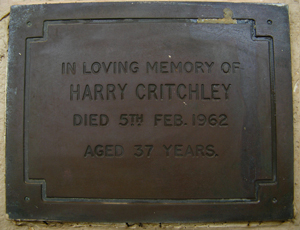 IN LOVING MEMORY OF
HARRY CRITCHLEY
DIED 5TH FEB. 1962
AGED 37 YEARS.